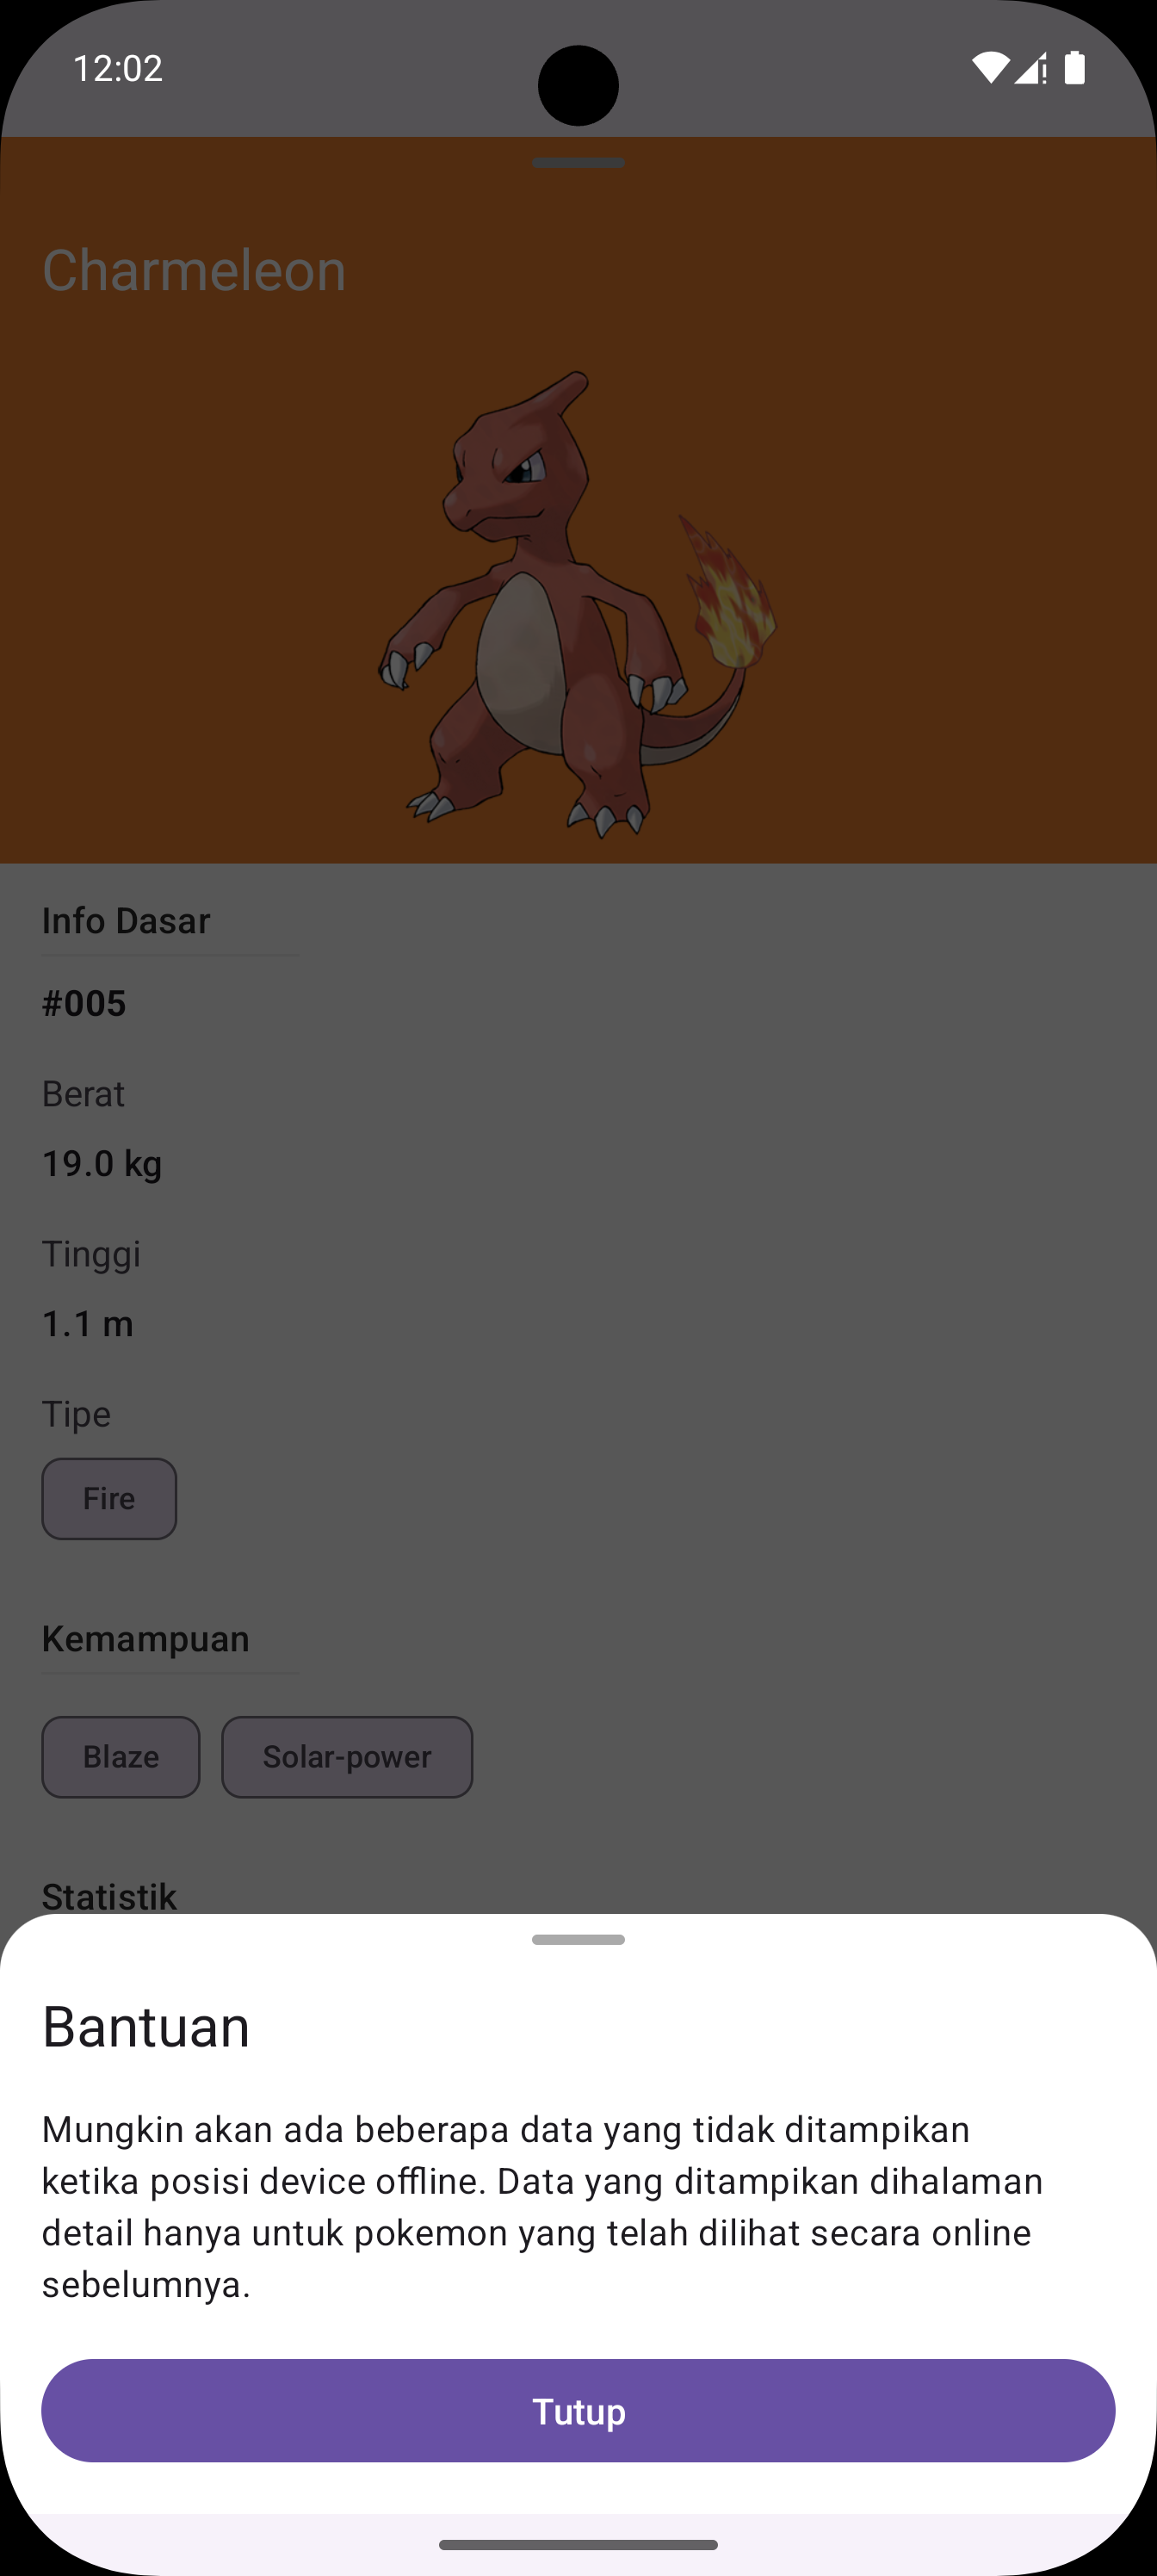 12:02
Charmeleon
Info Dasar
#005
Berat
19.0 kg
Tinggi
1.1 m
Tipe
Fire
Kemampuan
Blaze Solar-power
Statistik
Bantuan
Mungkin akan ada beberapa data yang tidak ditampikan
ketika posisi device offline. Data yang ditampikan dihalaman
detail hanya untuk pokemon yang telah dilihat secara online
sebelumnya.
Tutup